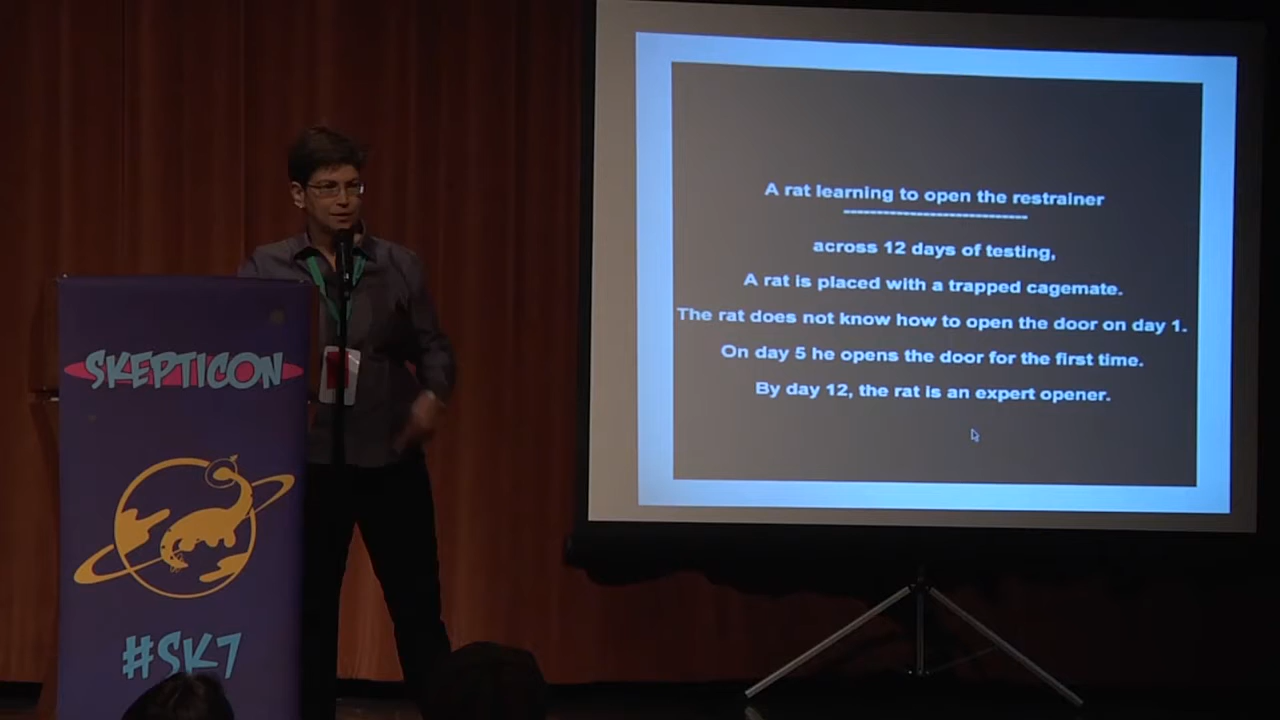 SKEPTICON
#SK7
A rat learning to open the restrainer
----------------------------
across 12 days of testing,
A rat is placed with a trapped cagemate.
The rat does not know how to open the door on day 1.
On day 5 he opens the door for the first time.
By day 12, the rat is an expert opener.